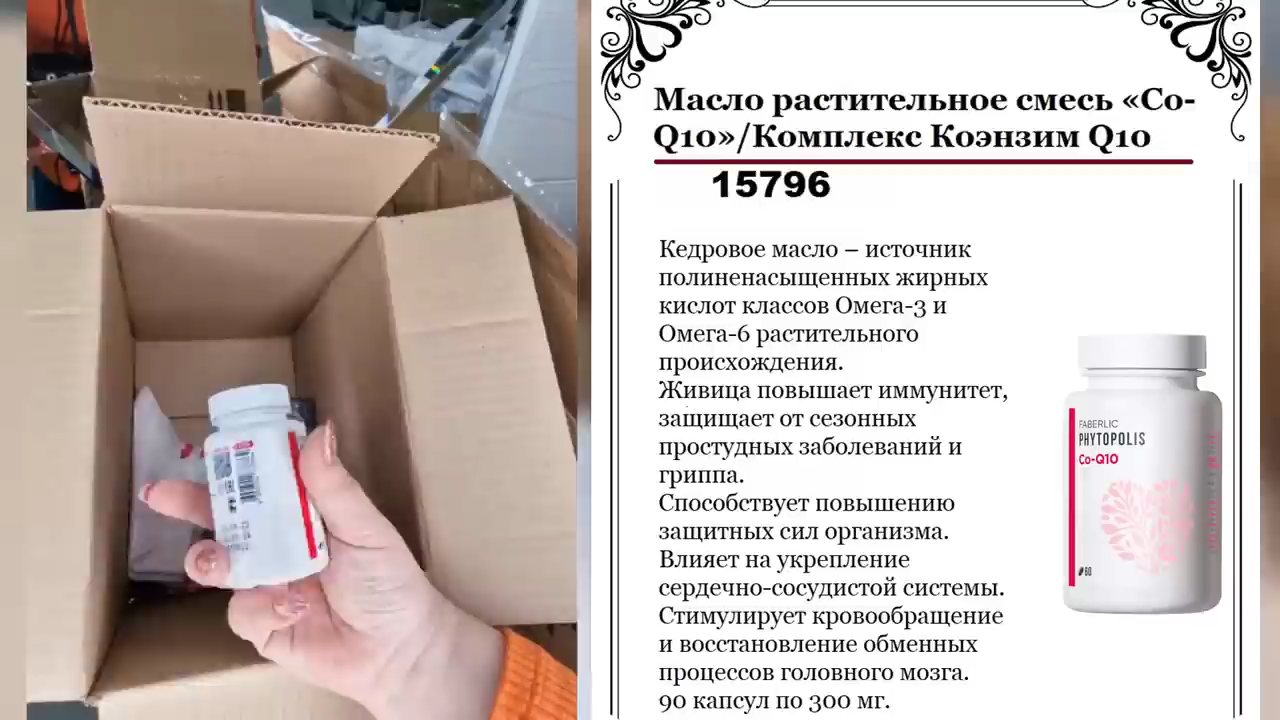 Масло растительное смесь «Co-
Q10»/Комплекс Коэнзим Q10
15796
Кедровое масло – источник
полиненасыщенных жирных
кислот классов Омега-3 и
Омега-6 растительного
происхождения.
Живица повышает иммунитет,
защищает от сезонных
простудных заболеваний и
гриппа.
Способствует повышению
защитных сил организма.
Влияет на укрепление
сердечно-сосудистой системы.
Стимулирует кровообращение
и восстановление обменных
процессов головного мозга.
90 капсул по 300 мг.
FABERLIC
PHYTOPOLIS
Co-Q10
60